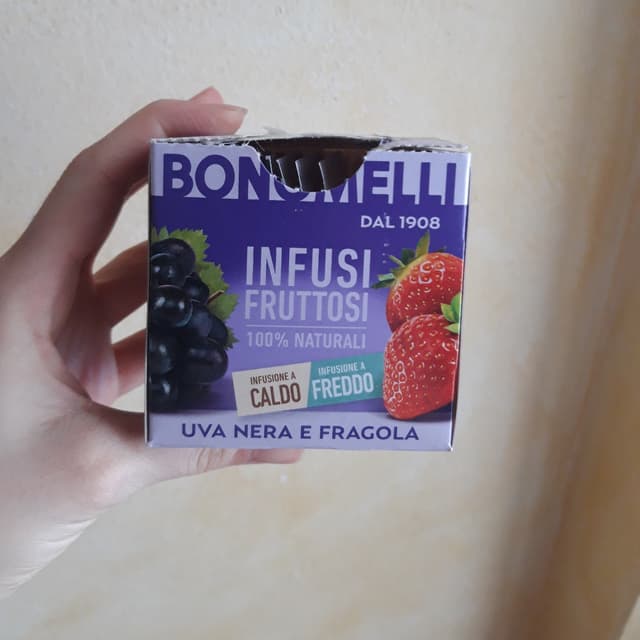 BONOMELLI
DAL 1908
INFUSI
FRUTTOSI
100% NATURALI
INFUSIONE A
CALDO
INFUSIONE A
FREDDO
UVA NERA E FRAGOLA